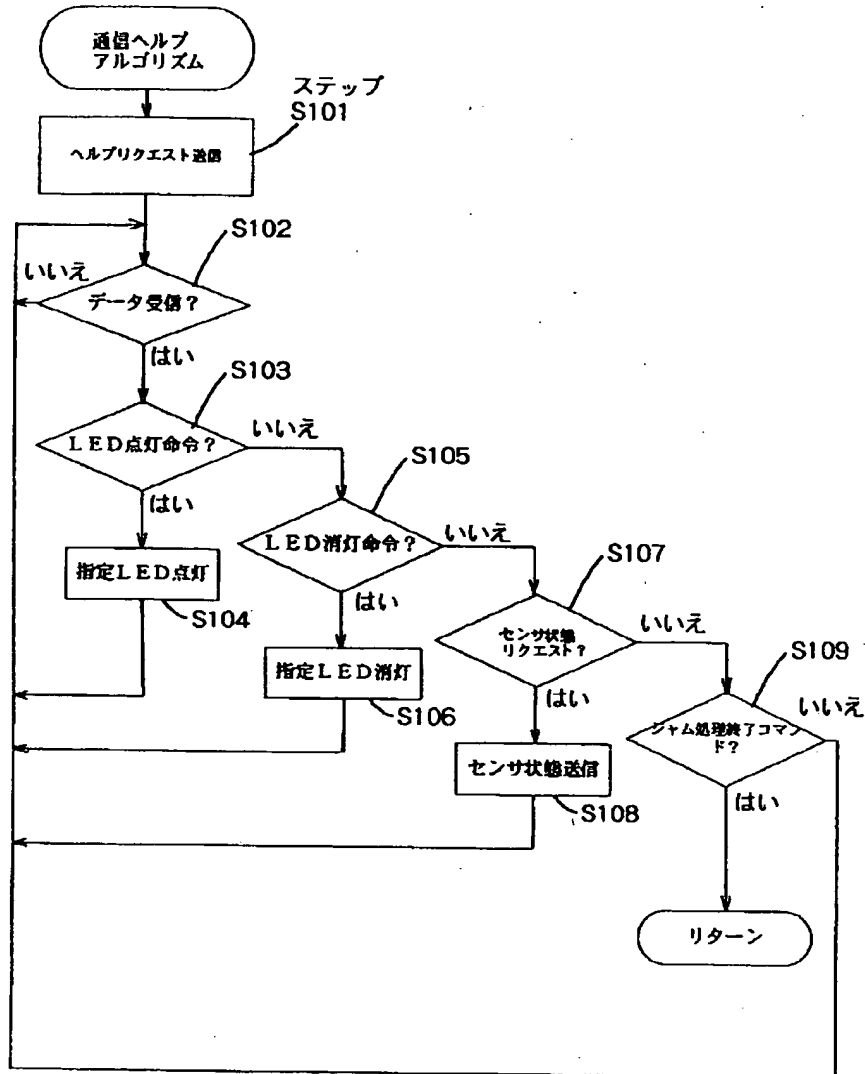 通信ヘルプ
アルゴリズム
ステップ
S101
ヘルプリクエスト送信
S102
いいえ
データ受信?
はい
S103
LED点灯命令?
いいえ
はい
S105
LED消灯命令?
いいえ
指定LED点灯
S104
はい
S107
センサ状態
リクエスト?
いいえ
指定LED消灯
S106
はい
S109
ジャム処理終了コマン
ド?
いいえ
センサ状態送信
S108
はい
リターン